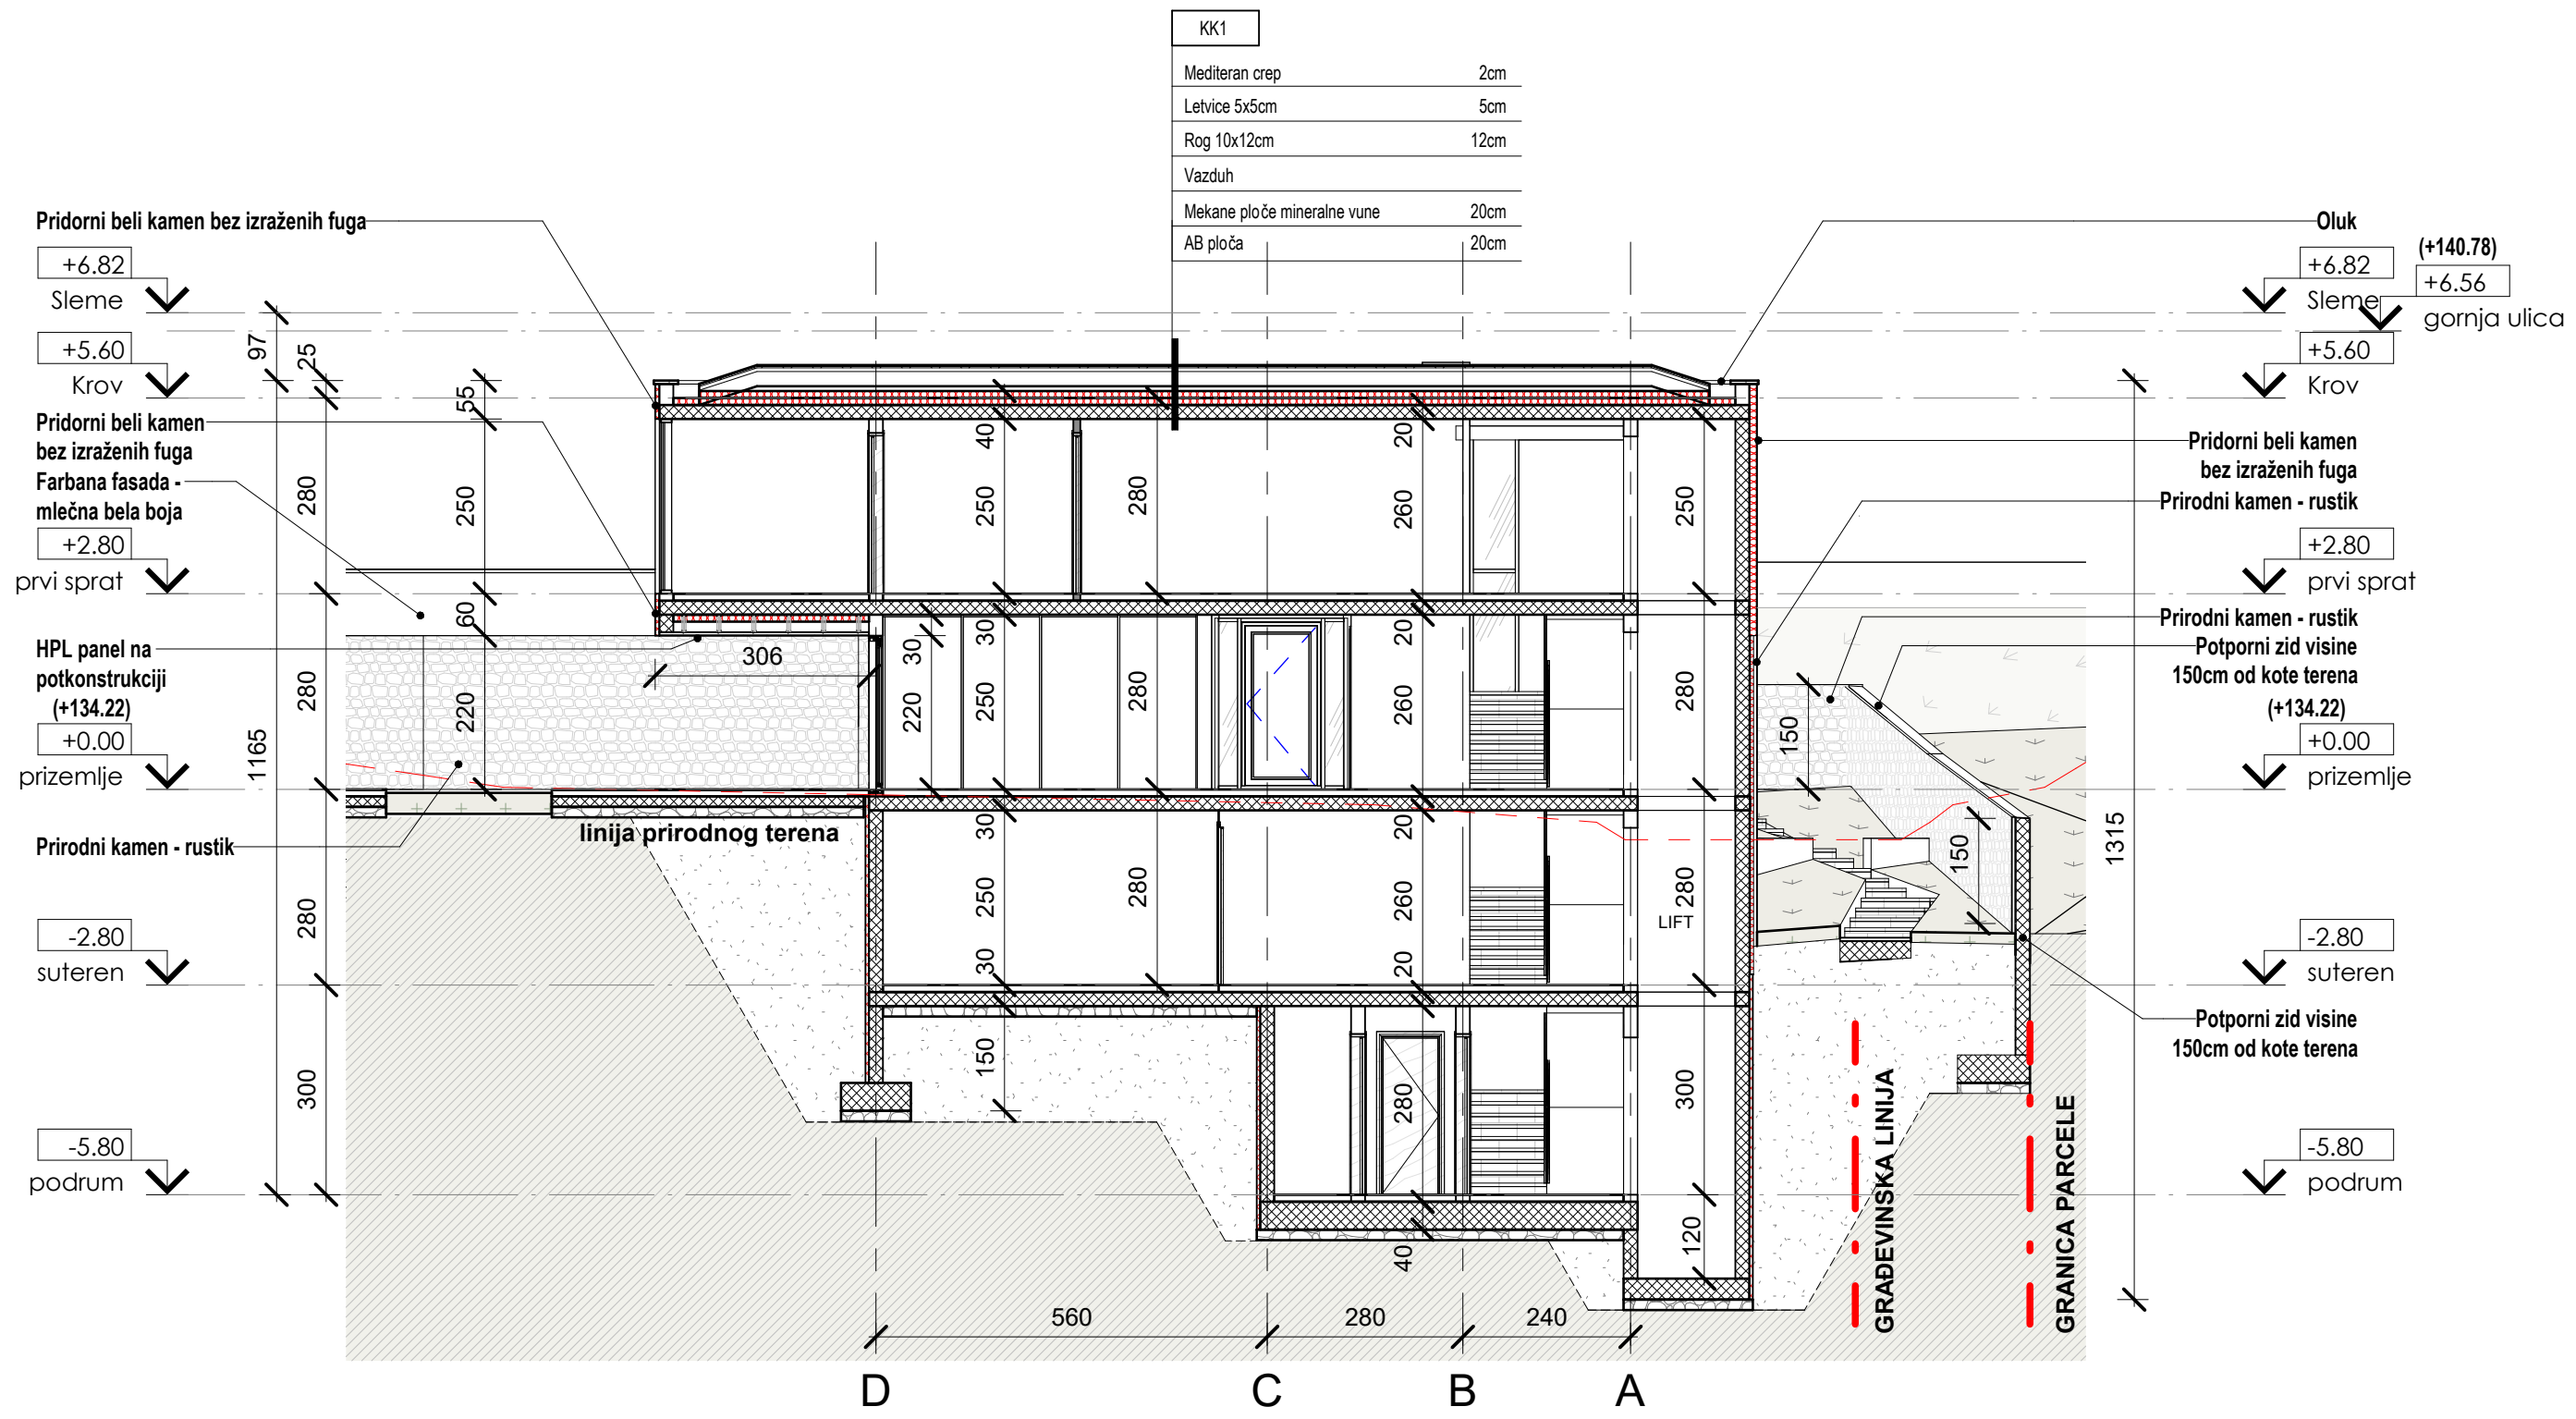 KK1
Mediteran crep 2cm
Letvice 5x5cm 5cm
Rog 10x12cm 12cm
Vazduh
Mekane ploče mineralne vune 20cm
AB ploča 20cm
Pridorni beli kamen bez izraženih fuga
+6.82
Sleme
+5.60
Krov
Pridorni beli kamen
bez izraženih fuga
Farbana fasada -
mlečna bela boja
+2.80
prvi sprat
HPL panel na
potkonstrukciji
(+134.22)
+0.00
prizemlje
Prirodni kamen - rustik
-2.80
suteren
-5.80
podrum
97
1165
25
280
280
280
300
55
250
60
220
306
30
220
40
250
30
250
30
250
30
150
280
280
280
20
260
20
260
20
260
20
280
40
250
280
280
LIFT
300
120
linija prirodnog terena
150
150
1315
560
280
240
D
C
B
A
GRAĐEVINSKA LINIJA
GRANICA PARCELE
Oluk
(+140.78)
+6.82
Sleme
+6.56
gornja ulica
+5.60
Krov
Pridorni beli kamen
bez izraženih fuga
Prirodni kamen - rustik
+2.80
prvi sprat
Prirodni kamen - rustik
Potporni zid visine
150cm od kote terena
(+134.22)
+0.00
prizemlje
-2.80
suteren
Potporni zid visine
150cm od kote terena
-5.80
podrum